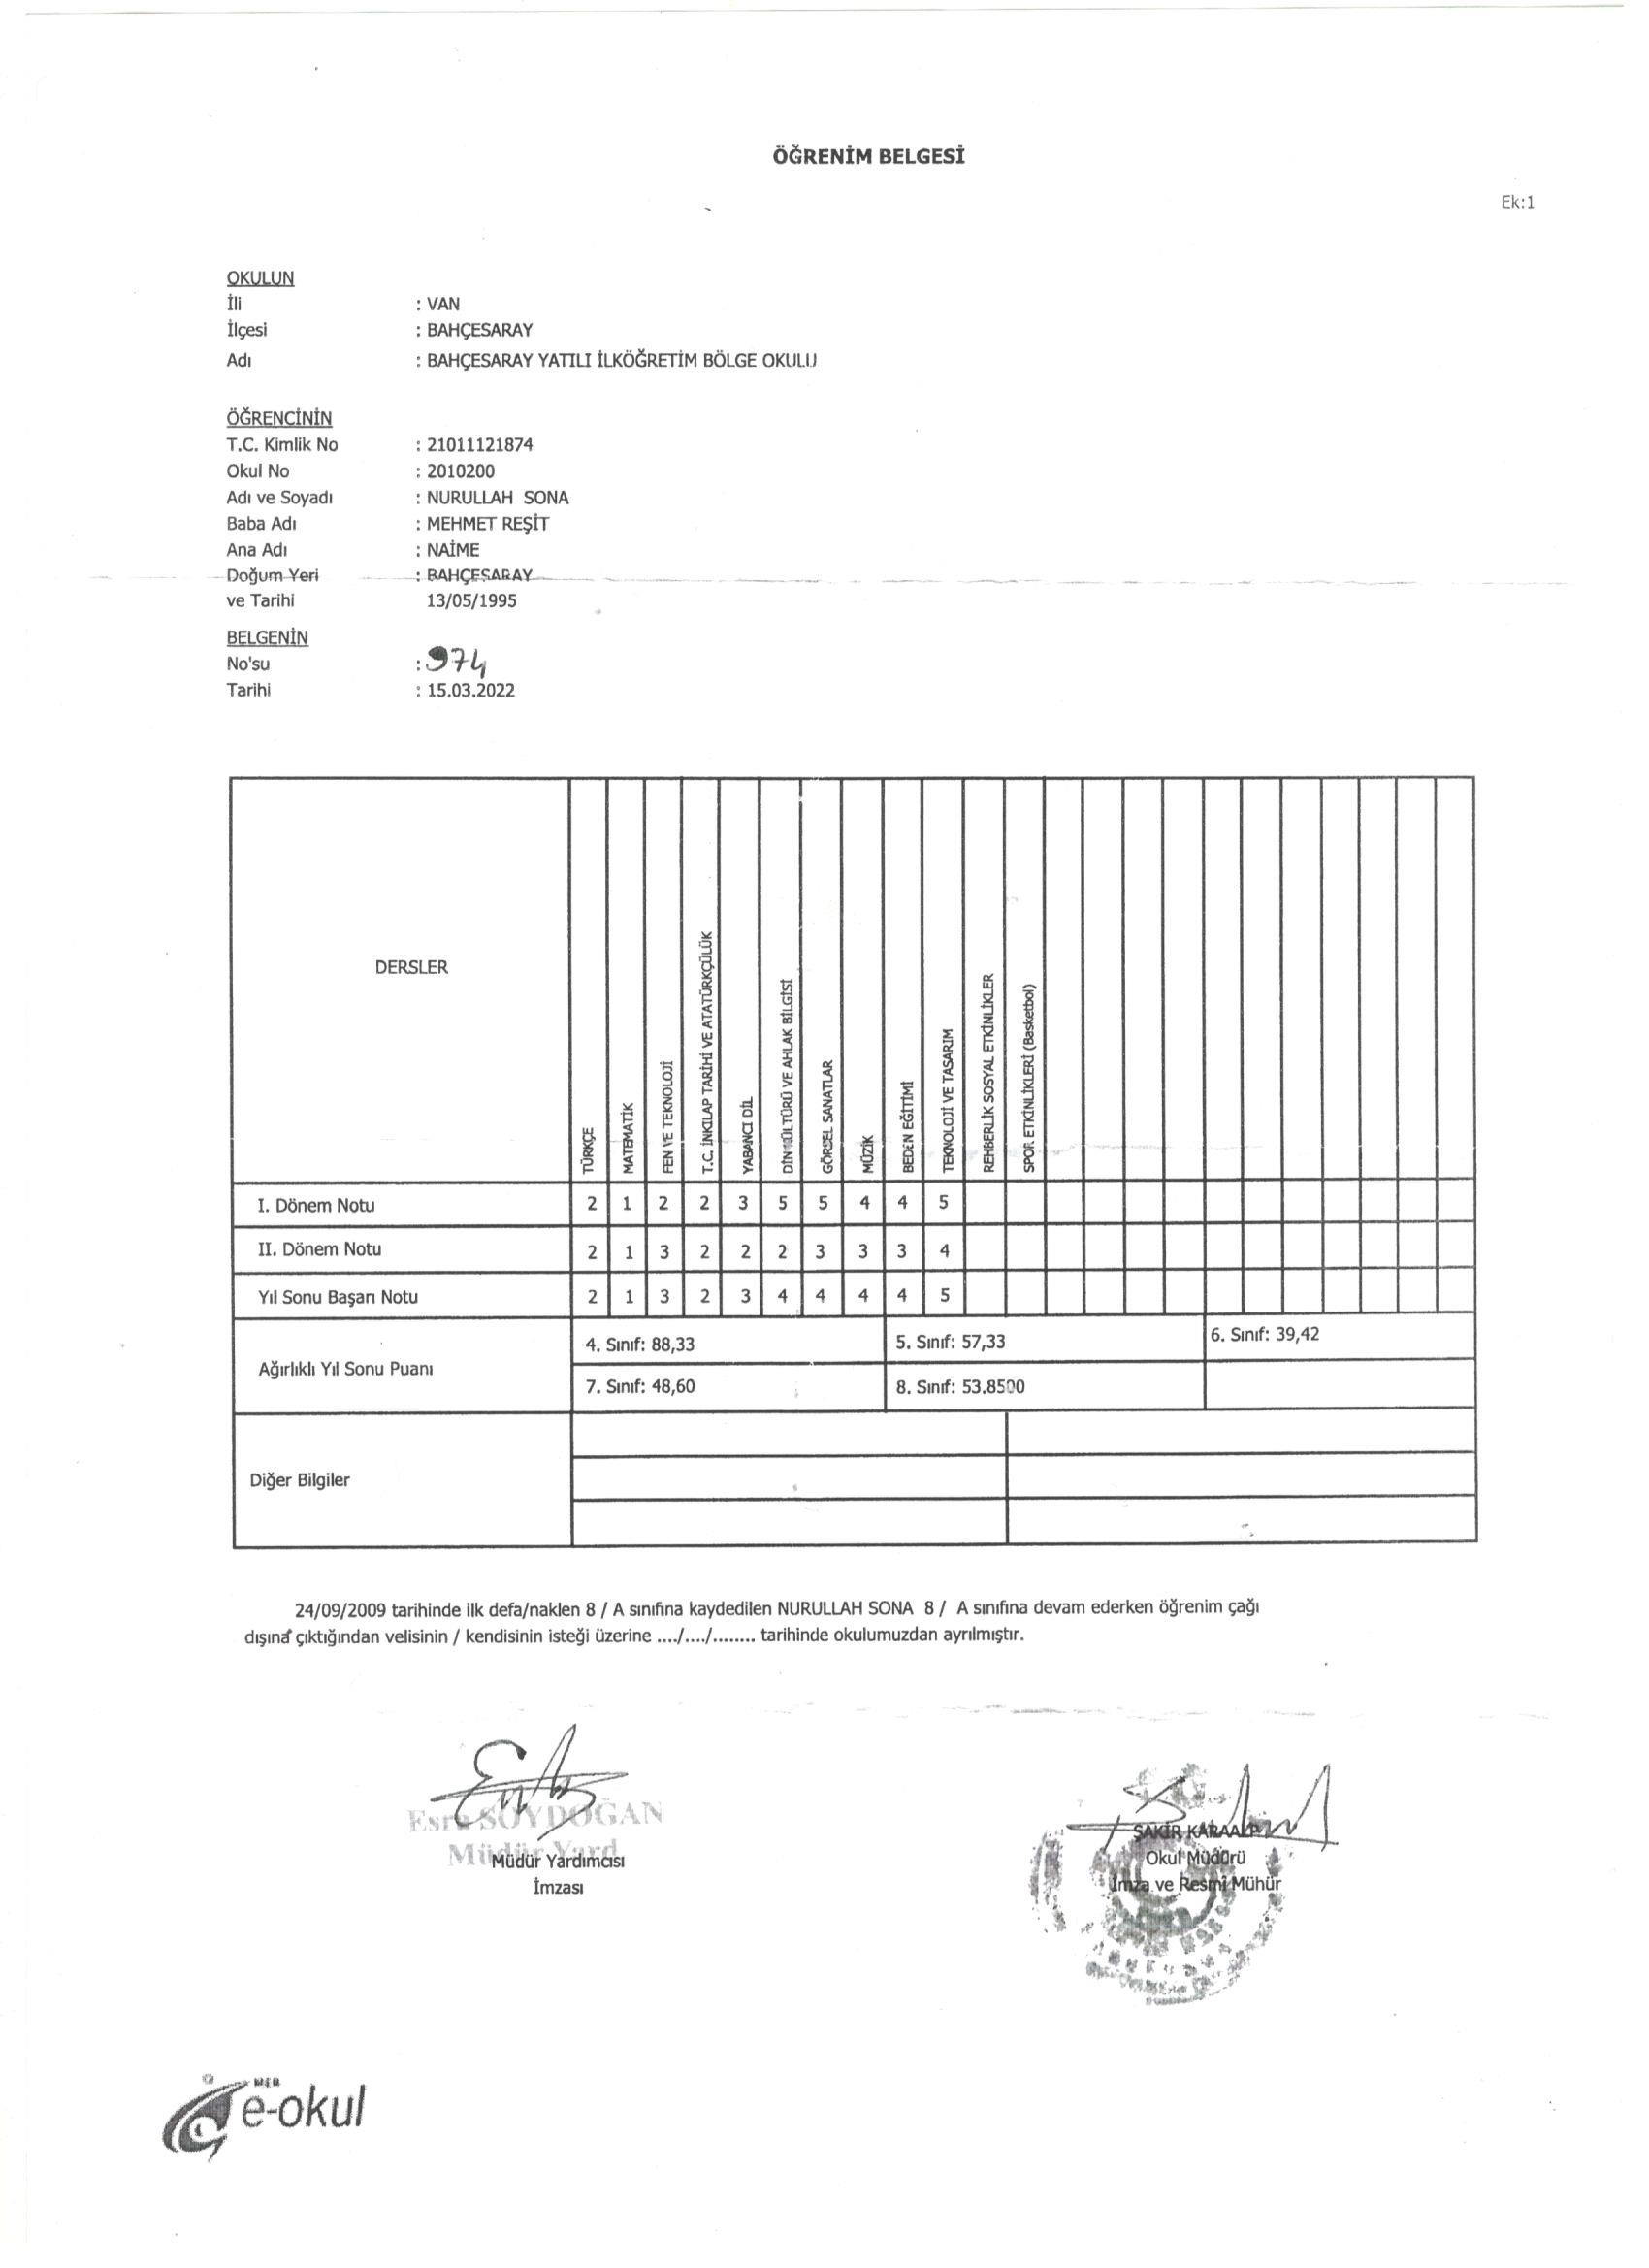 ÖĞRENİM BELGESİ
Ek:1
OKULUN
İli : VAN
İlçesi : BAHÇESARAY
Adı : BAHÇESARAY YATILI İLKÖĞRETİM BÖLGE OKULU
ÖĞRENCİNİN
T.C. Kimlik No : 21011121874
Okul No : 2010200
Adı ve Soyadı : NURULLAH SONA
Baba Adı : MEHMET REŞİT
Ana Adı : NAİME
Doğum Yeri : BAHÇESARAY
ve Tarihi 13/05/1995
BELGENİN
No'su : 974
Tarihi : 15.03.2022
DERSLER
TÜRKÇE
MATEMATİK
FEN VE TEKNOLOJİ
T.C. İNKILAP TARİHİ VE ATATÜRKÇÜLÜK
YABANCI DİL
DİN KÜLTÜRÜ VE AHLAK BİLGİSİ
GÖRSEL SANATLAR
MÜZİK
BEDEN EĞİTİMİ
TEKNOLOJİ VE TASARIM
REHBERLİK SOSYAL ETKİNLİKLER
SPOR ETKİNLİKLERİ (Basketbol)
I. Dönem Notu 2 1 2 2 3 5 5 4 4 5
II. Dönem Notu 2 1 3 2 2 2 3 3 3 4
Yıl Sonu Başarı Notu 2 1 3 2 3 4 4 4 4 5
Ağırlıklı Yıl Sonu Puanı
4. Sınıf: 88,33 5. Sınıf: 57,33 6. Sınıf: 39,42
7. Sınıf: 48,60 8. Sınıf: 53.8500
Diğer Bilgiler
24/09/2009 tarihinde ilk defa/naklen 8 / A sınıfına kaydedilen NURULLAH SONA 8 / A sınıfına devam ederken öğrenim çağı
dışına çıktığından velisinin / kendisinin isteği üzerine ..../..../........ tarihinde okulumuzdan ayrılmıştır.
Esra SOYDOĞAN
Müdür Yard
Müdür Yardımcısı
İmzası
ŞAKİR KARAALP
Okul Müdürü
İmza ve Resmi Mühür
MEB
e-okul